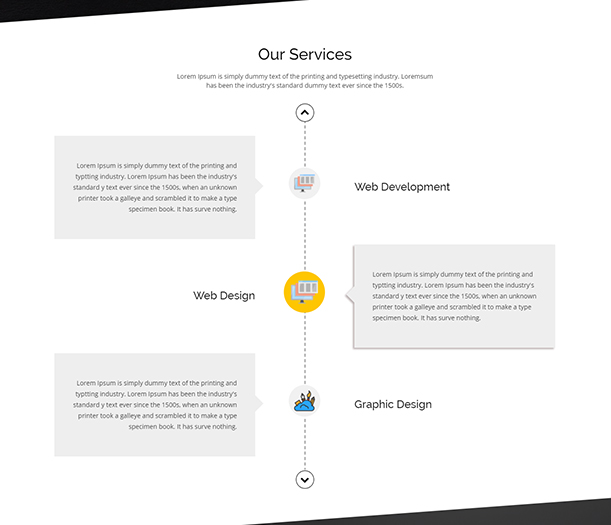 Our Services
Lorem Ipsum is simply dummy text of the printing and typesetting industry. Loremsum
has been the industry's standard dummy text ever since the 1500s.
Lorem Ipsum is simply dummy text of the printing and
typtting industry. Lorem Ipsum has been the industry's
standard y text ever since the 1500s, when an unknown
printer took a galleye and scrambled it to make a type
specimen book. It has surve nothing.
Web Development
Web Design
Lorem Ipsum is simply dummy text of the printing and
typtting industry. Lorem Ipsum has been the industry's
standard y text ever since the 1500s, when an unknown
printer took a galleye and scrambled it to make a type
specimen book. It has surve nothing.
Lorem Ipsum is simply dummy text of the printing and
typtting industry. Lorem Ipsum has been the industry's
standard y text ever since the 1500s, when an unknown
printer took a galleye and scrambled it to make a type
specimen book. It has surve nothing.
Graphic Design